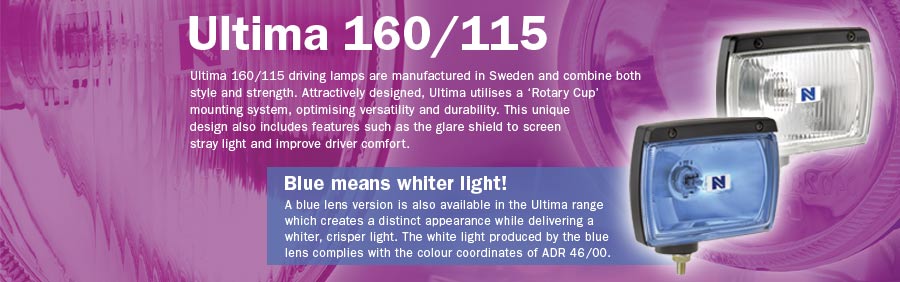 Ultima 160/115
Ultima 160/115 driving lamps are manufactured in Sweden and combine both
style and strength. Attractively designed, Ultima utilises a ‘Rotary Cup’
mounting system, optimising versatility and durability. This unique
design also includes features such as the glare shield to screen
stray light and improve driver comfort.
Blue means whiter light!
A blue lens version is also available in the Ultima range
which creates a distinct appearance while delivering a
whiter, crisper light. The white light produced by the blue
lens complies with the colour coordinates of ADR 46/00.
N
N